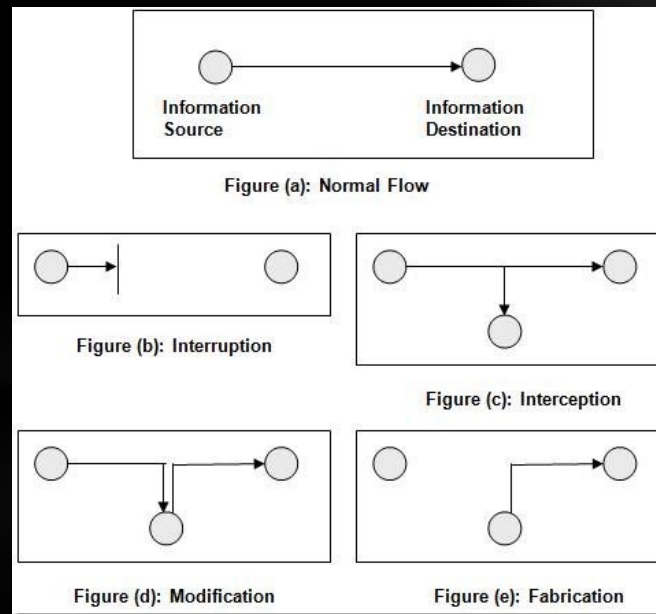 Information
Source
Information
Destination
Figure (a): Normal Flow
Figure (b): Interruption
Figure (c): Interception
Figure (d): Modification
Figure (e): Fabrication